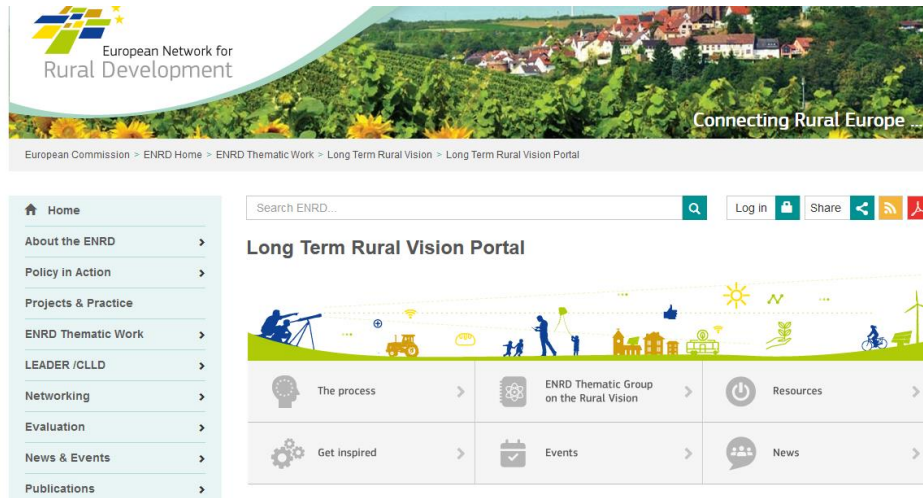 European Network for
Rural Development
Connecting Rural Europe ...
European Commission > ENRD Home > ENRD Thematic Work > Long Term Rural Vision > Long Term Rural Vision Portal
Home
About the ENRD
Policy in Action
Projects & Practice
ENRD Thematic Work
LEADER /CLLD
Networking
Evaluation
News & Events
Publications
Search ENRD...
Log in
Share
Long Term Rural Vision Portal
The process
ENRD Thematic Group
on the Rural Vision
Resources
Get inspired
Events
News